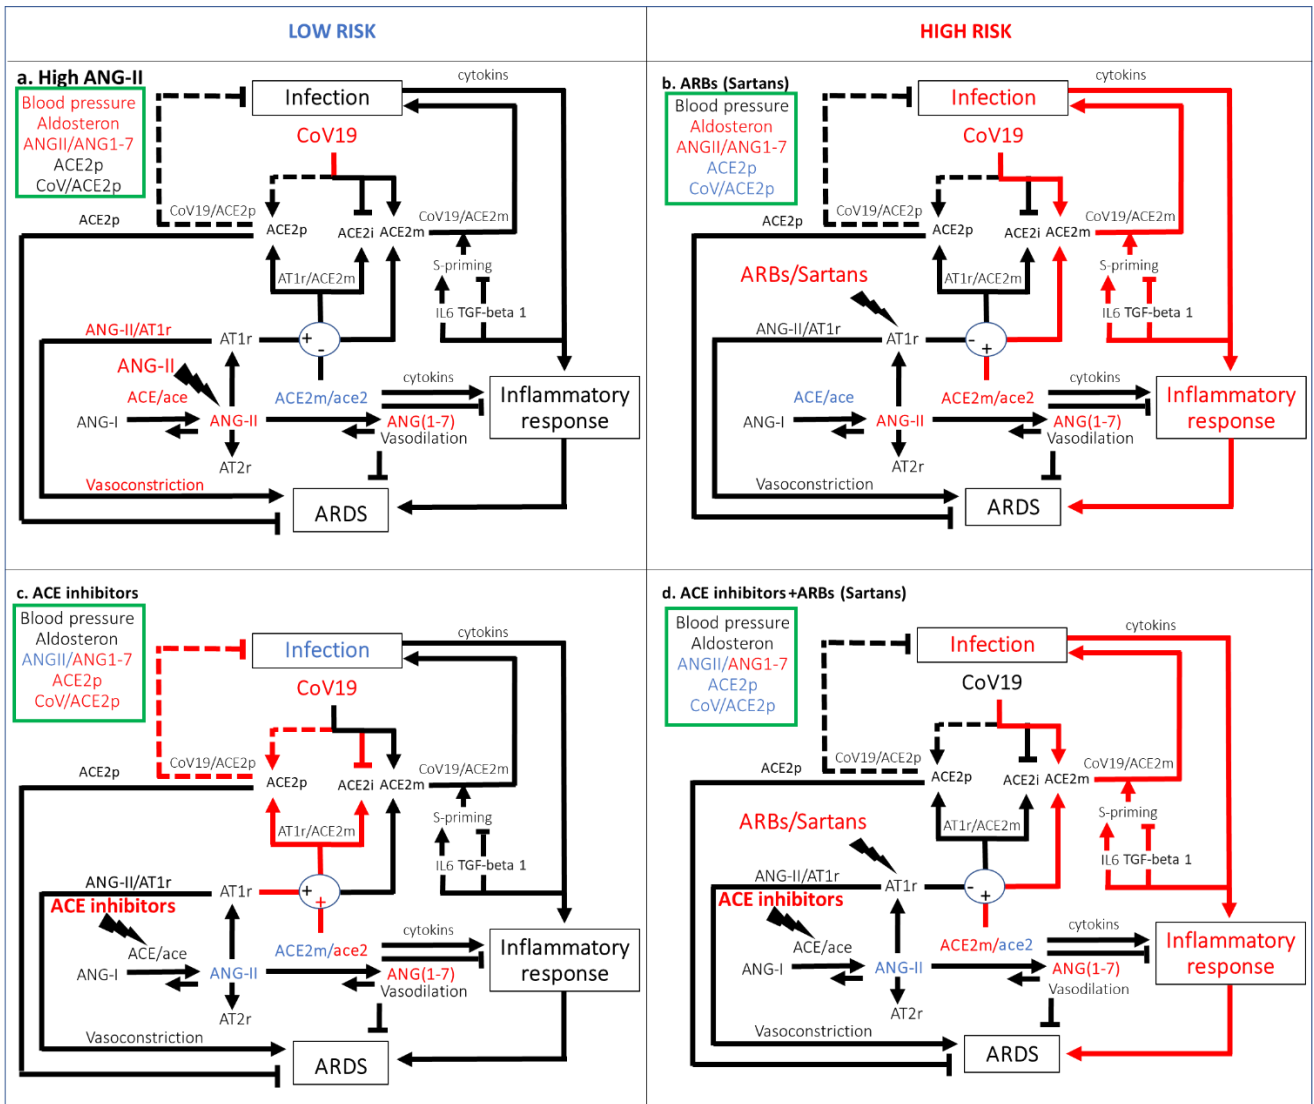 LOW RISK
HIGH RISK
a. High ANG-II
Blood pressure
Aldosteron
ANGII/ANG1-7
ACE2p
CoV/ACE2p
cytokins
Infection
CoV19
CoV19/ACE2p
ACE2p
ACE2p
ACE2i
ACE2m
CoV19/ACE2m
AT1r/ACE2m
S-priming
IL6
TGF-beta 1
ANG-II/AT1r
AT1r
+
-
ANG-II
ACE/ace
ACE2m/ace2
cytokins
Inflammatory
response
ANG-I
ANG-II
ANG(1-7)
Vasodilation
AT2r
Vasoconstriction
ARDS
b. ARBs (Sartans)
Blood pressure
Aldosteron
ANGII/ANG1-7
ACE2p
CoV/ACE2p
cytokins
Infection
CoV19
CoV19/ACE2p
ACE2p
ACE2p
ACE2i
ACE2m
CoV19/ACE2m
AT1r/ACE2m
S-priming
ARBs/Sartans
IL6
TGF-beta 1
ANG-II/AT1r
AT1r
-
+
ACE/ace
ACE2m/ace2
cytokins
Inflammatory
response
ANG-I
ANG-II
ANG(1-7)
Vasodilation
AT2r
Vasoconstriction
ARDS
c. ACE inhibitors
Blood pressure
Aldosteron
ANGII/ANG1-7
ACE2p
CoV/ACE2p
cytokins
Infection
CoV19
CoV19/ACE2p
ACE2p
ACE2p
ACE2i
ACE2m
CoV19/ACE2m
AT1r/ACE2m
S-priming
IL6
TGF-beta 1
ANG-II/AT1r
AT1r
+
+
ACE inhibitors
ACE/ace
ACE2m/ace2
cytokins
Inflammatory
response
ANG-I
ANG-II
ANG(1-7)
Vasodilation
AT2r
Vasoconstriction
ARDS
d. ACE inhibitors+ARBs (Sartans)
Blood pressure
Aldosteron
ANGII/ANG1-7
ACE2p
CoV/ACE2p
cytokins
Infection
CoV19
CoV19/ACE2p
ACE2p
ACE2p
ACE2i
ACE2m
CoV19/ACE2m
AT1r/ACE2m
S-priming
ARBs/Sartans
IL6
TGF-beta 1
ANG-II/AT1r
AT1r
-
+
ACE inhibitors
ACE/ace
ACE2m/ace2
cytokins
Inflammatory
response
ANG-I
ANG-II
ANG(1-7)
Vasodilation
AT2r
Vasoconstriction
ARDS